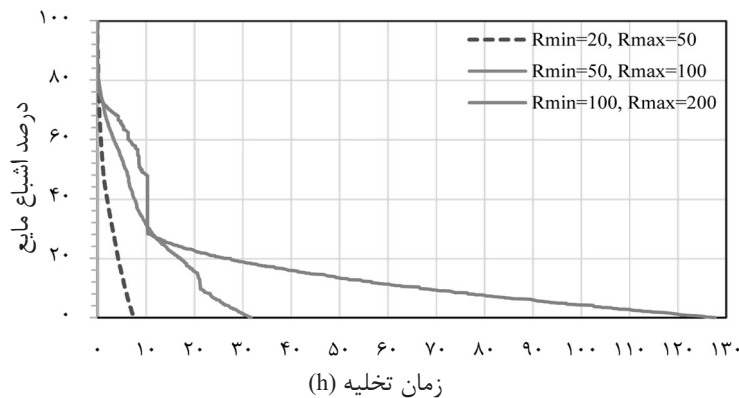 ۱۰۰
۸۰
۶۰
۴۰
۲۰
۰
درصد اشباع مایع
Rmin=20, Rmax=50
Rmin=50, Rmax=100
Rmin=100, Rmax=200
۰ ۱۰ ۲۰ ۳۰ ۴۰ ۵۰ ۶۰ ۷۰ ۸۰ ۹۰ ۱۰۰ ۱۱۰ ۱۲۰ ۱۳۰
زمان تخلیه (h)